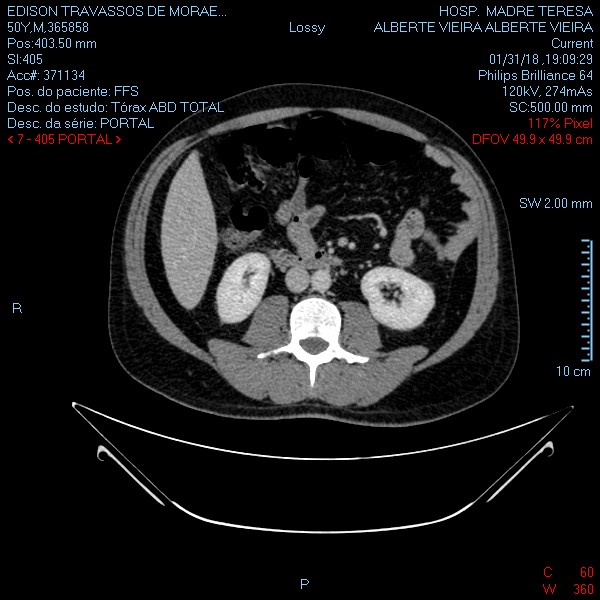 EDISON TRAVASSOS DE MORAE...
50Y,M,365858
Pos:403.50 mm
Sl:405
Acc#: 371134
Pos. do paciente: FFS
Desc. do estudo: Tórax ABD TOTAL
Desc. da série: PORTAL
< 7 - 405 PORTAL >
Lossy
HOSP. MADRE TERESA
ALBERTE VIEIRA ALBERTE VIEIRA
Current
01/31/18 ,19:09:29
Philips Brilliance 64
120kV, 274mAs
SC:500.00 mm
117% Pixel
DFOV 49.9 x 49.9 cm
SW 2.00 mm
R
10 cm
P
C 60
W 360